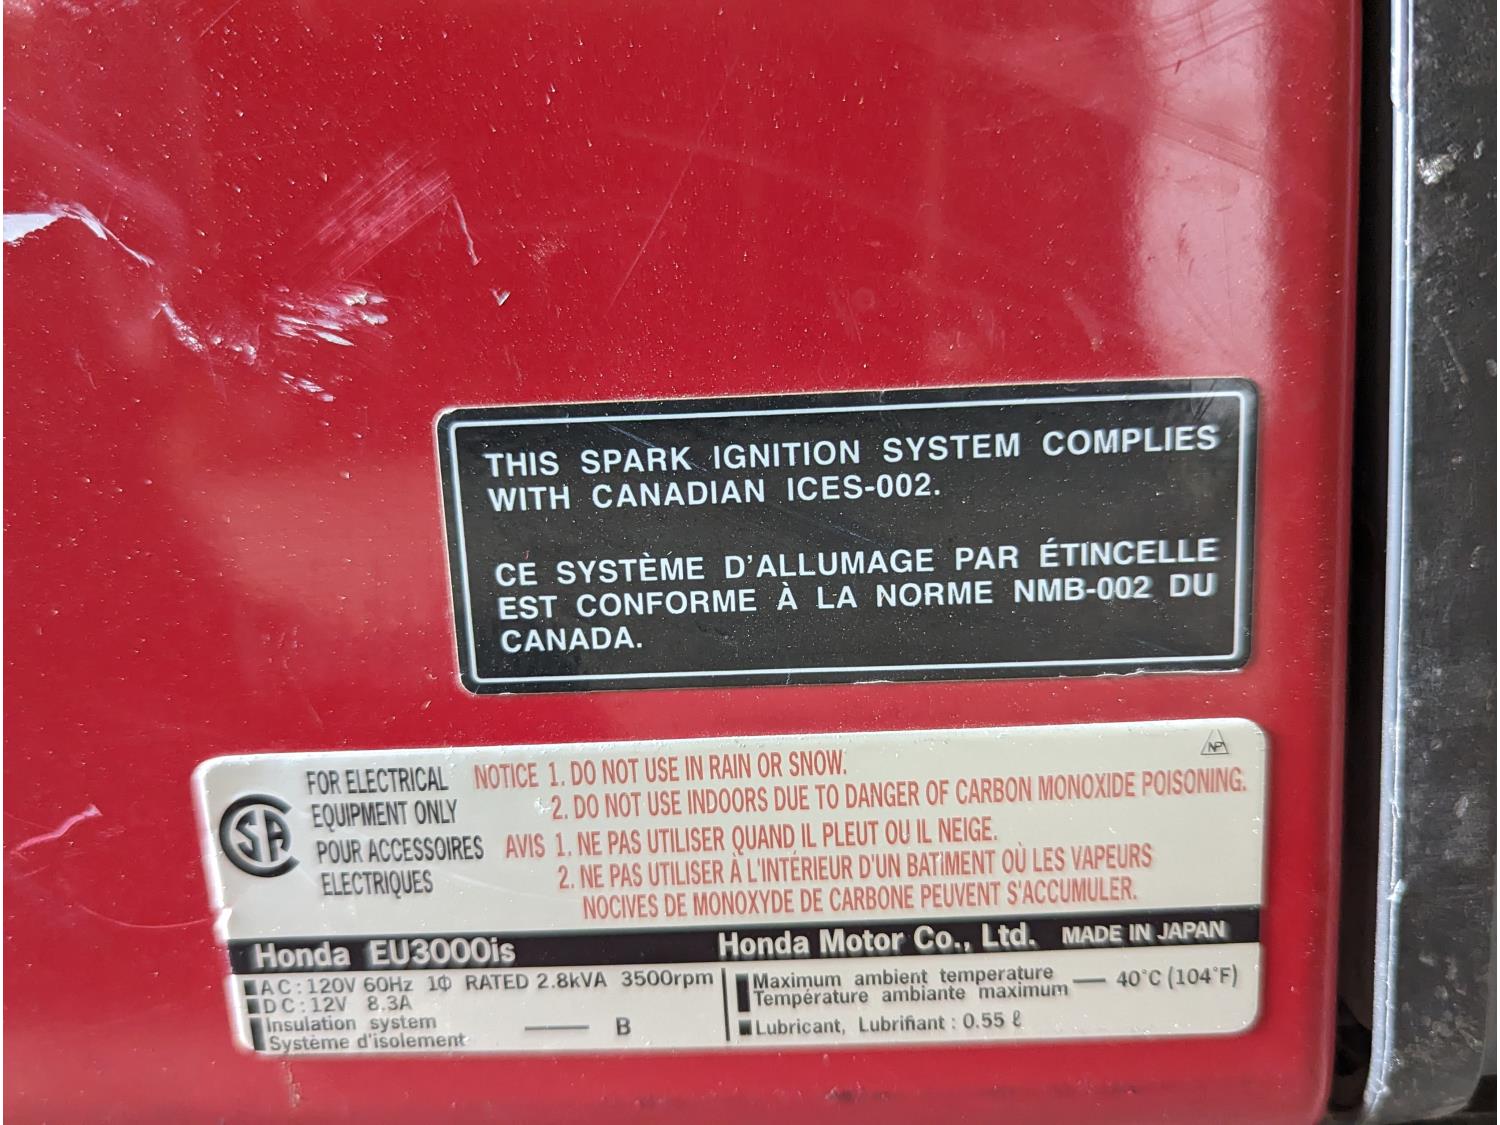 THIS SPARK IGNITION SYSTEM COMPLIES
WITH CANADIAN ICES-002.
CE SYSTÈME D'ALLUMAGE PAR ÉTINCELLE
EST CONFORME À LA NORME NMB-002 DU
CANADA.
NP
SA
FOR ELECTRICAL
EQUIPMENT ONLY
POUR ACCESSOIRES
ELECTRIQUES
NOTICE 1. DO NOT USE IN RAIN OR SNOW.
2. DO NOT USE INDOORS DUE TO DANGER OF CARBON MONOXIDE POISONING.
AVIS 1. NE PAS UTILISER QUAND IL PLEUT OU IL NEIGE.
2. NE PAS UTILISER À L'INTÉRIEUR D'UN BATIMENT OÙ LES VAPEURS
NOCIVES DE MONOXYDE DE CARBONE PEUVENT S'ACCUMULER.
Honda EU3000is
Honda Motor Co., Ltd. MADE IN JAPAN
AC: 120V 60Hz 1Φ RATED 2.8kVA 3500rpm
DC: 12V 8.3A
Insulation system
Système d'isolement — B
Maximum ambient temperature
Température ambiante maximum — 40°C (104°F)
Lubricant, Lubrifiant : 0.55 ℓ